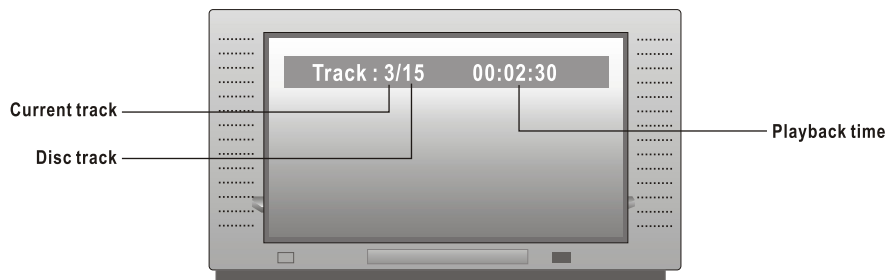 Track : 3/15 00:02:30
Current track
Playback time
Disc track